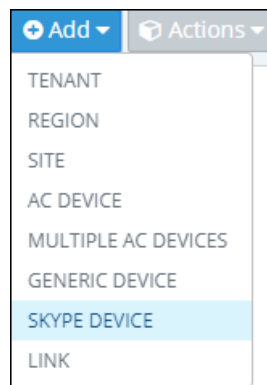 Add Actions
TENANT
REGION
SITE
AC DEVICE
MULTIPLE AC DEVICES
GENERIC DEVICE
SKYPE DEVICE
LINK